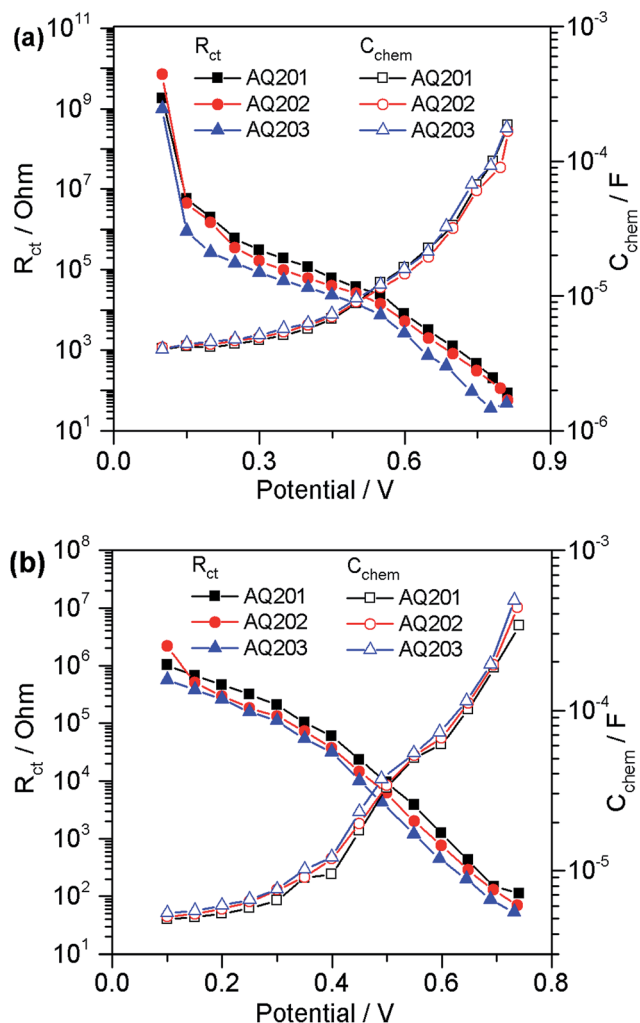 (a)
R_ct C_chem
AQ201 AQ201
AQ202 AQ202
AQ203 AQ203
10^11
10^9
10^7
10^5
10^3
10^1
R_ct / Ohm
10^-3
10^-4
10^-5
10^-6
C_chem / F
0.0 0.3 0.6 0.9
Potential / V
(b)
R_ct C_chem
AQ201 AQ201
AQ202 AQ202
AQ203 AQ203
10^8
10^7
10^6
10^5
10^4
10^3
10^2
10^1
R_ct / Ohm
10^-3
10^-4
10^-5
C_chem / F
0.0 0.2 0.4 0.6 0.8
Potential / V